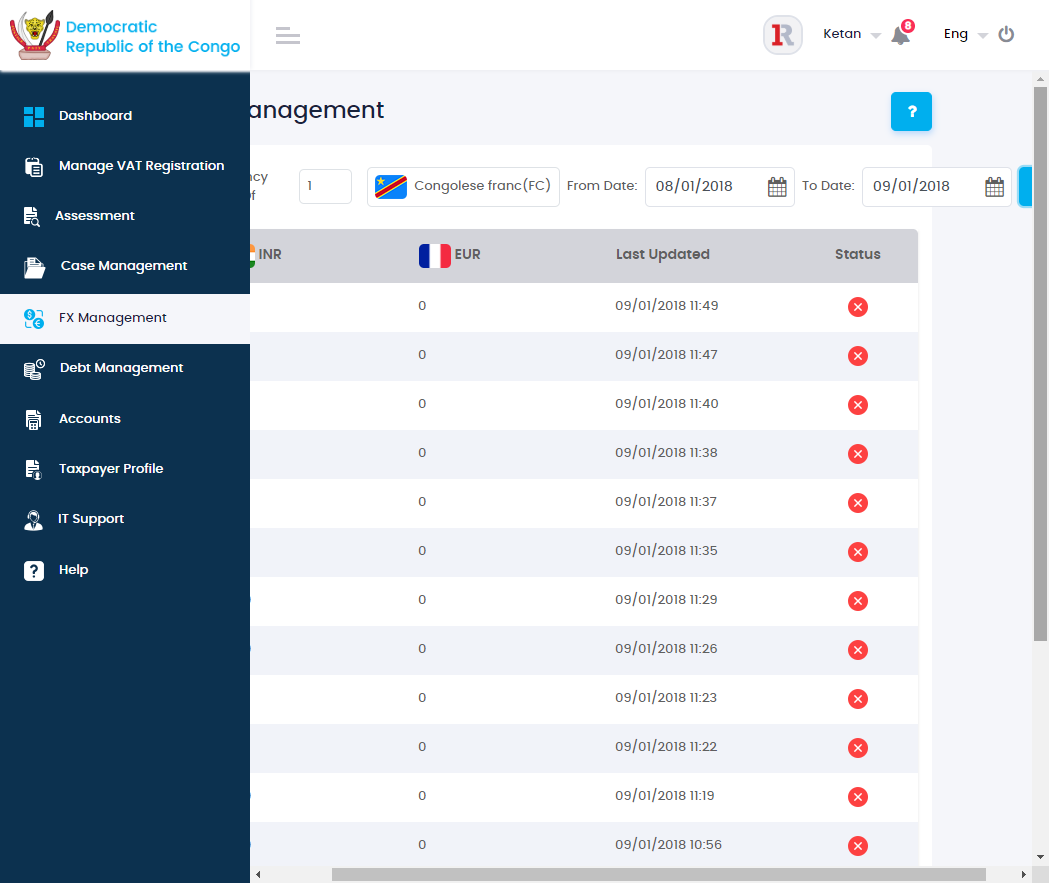 Democratic
Republic of the Congo
Ketan
8
Eng
Dashboard
Manage VAT Registration
Assessment
Case Management
FX Management
Debt Management
Accounts
Taxpayer Profile
IT Support
Help
anagement
?
ncy
of
1
Congolese franc(FC)
From Date:
08/01/2018
To Date:
09/01/2018
INR EUR Last Updated Status
0 09/01/2018 11:49
0 09/01/2018 11:47
0 09/01/2018 11:40
0 09/01/2018 11:38
0 09/01/2018 11:37
0 09/01/2018 11:35
0 09/01/2018 11:29
0 09/01/2018 11:26
0 09/01/2018 11:23
0 09/01/2018 11:22
0 09/01/2018 11:19
0 09/01/2018 10:56